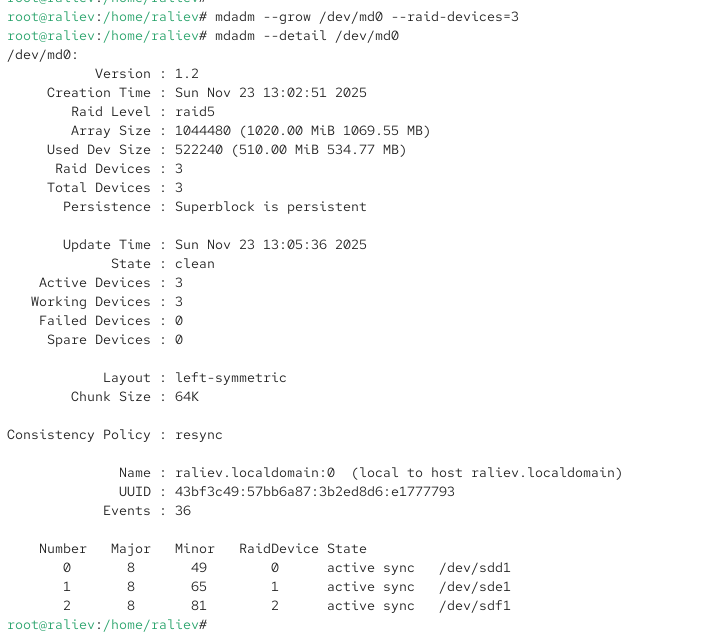 root@raliev:/home/raliev# mdadm --grow /dev/md0 --raid-devices=3
root@raliev:/home/raliev# mdadm --detail /dev/md0
/dev/md0:
           Version : 1.2
     Creation Time : Sun Nov 23 13:02:51 2025
        Raid Level : raid5
        Array Size : 1044480 (1020.00 MiB 1069.55 MB)
     Used Dev Size : 522240 (510.00 MiB 534.77 MB)
      Raid Devices : 3
     Total Devices : 3
       Persistence : Superblock is persistent

       Update Time : Sun Nov 23 13:05:36 2025
             State : clean
    Active Devices : 3
   Working Devices : 3
    Failed Devices : 0
     Spare Devices : 0

            Layout : left-symmetric
        Chunk Size : 64K

Consistency Policy : resync

              Name : raliev.localdomain:0  (local to host raliev.localdomain)
              UUID : 43bf3c49:57bb6a87:3b2ed8d6:e1777793
            Events : 36

    Number   Major   Minor   RaidDevice State
       0       8       49        0      active sync   /dev/sdd1
       1       8       65        1      active sync   /dev/sde1
       2       8       81        2      active sync   /dev/sdf1
root@raliev:/home/raliev#